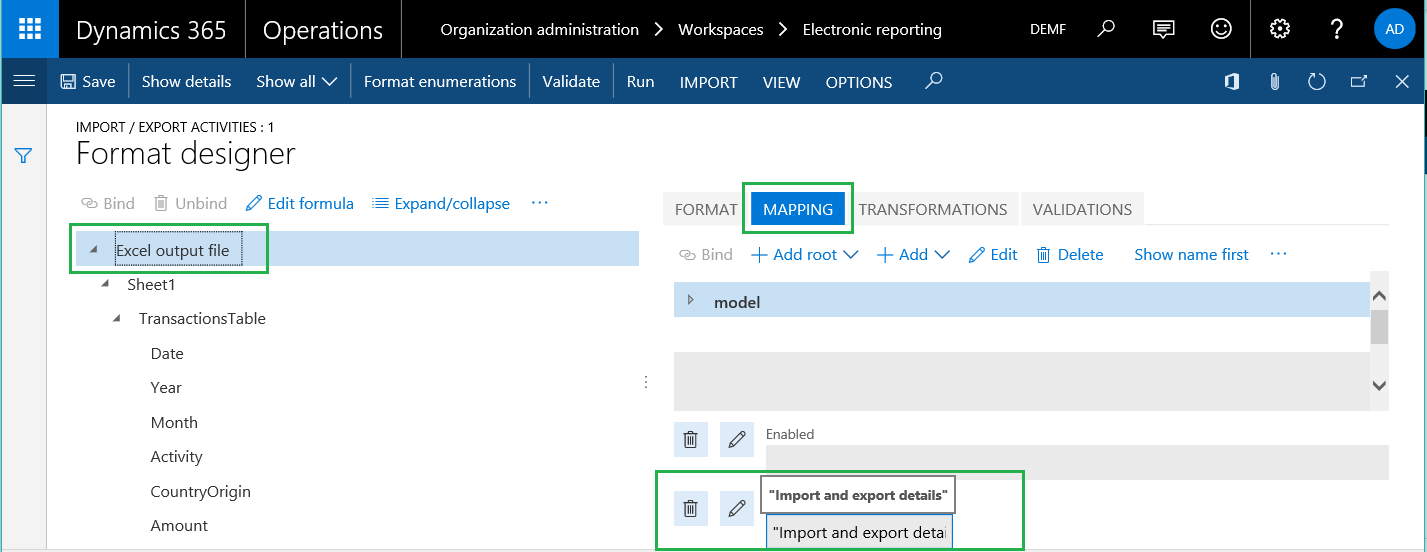 Dynamics 365 Operations Organization administration > Workspaces > Electronic reporting DEMF ? AD
Save Show details Show all Format enumerations Validate Run IMPORT VIEW OPTIONS
IMPORT / EXPORT ACTIVITIES : 1
Format designer
Bind Unbind Edit formula Expand/collapse ···
FORMAT MAPPING TRANSFORMATIONS VALIDATIONS
Excel output file
Bind Add root Add Edit Delete Show name first ···
Sheet1
model
TransactionsTable
Date
Year
Month
Enabled
Activity
CountryOrigin
"Import and export details"
Amount
"Import and export detai